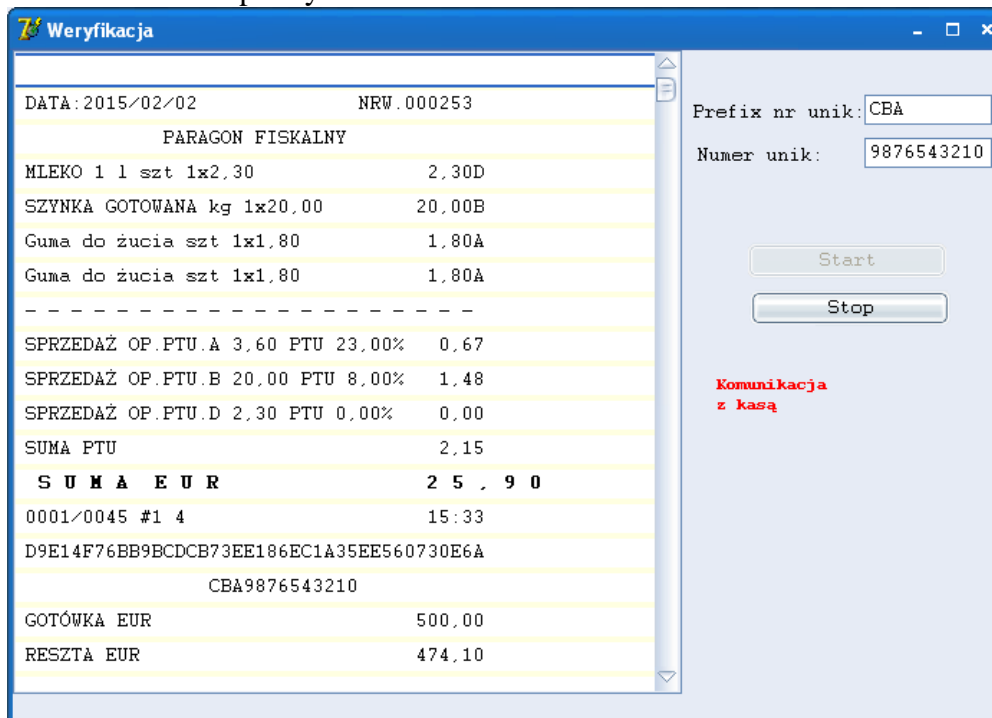 Weryfikacja
DATA:2015/02/02 NRW.000253
PARAGON FISKALNY
MLEKO 1 l szt 1x2,30 2,30D
SZYNKA GOTOWANA kg 1x20,00 20,00B
Guma do żucia szt 1x1,80 1,80A
Guma do żucia szt 1x1,80 1,80A
- - - - - - - - - - - - - - - - - - - -
SPRZEDAŻ OP.PTU.A 3,60 PTU 23,00% 0,67
SPRZEDAŻ OP.PTU.B 20,00 PTU 8,00% 1,48
SPRZEDAŻ OP.PTU.D 2,30 PTU 0,00% 0,00
SUMA PTU 2,15
S U M A E U R 2 5 , 9 0
0001/0045 #1 4 15:33
D9E14F76BB9BCDCB73EE186EC1A35EE560730E6A
CBA9876543210
GOTÓWKA EUR 500,00
RESZTA EUR 474,10
Prefix nr unik: CBA
Numer unik: 9876543210
Start
Stop
Komunikacja
z kasą